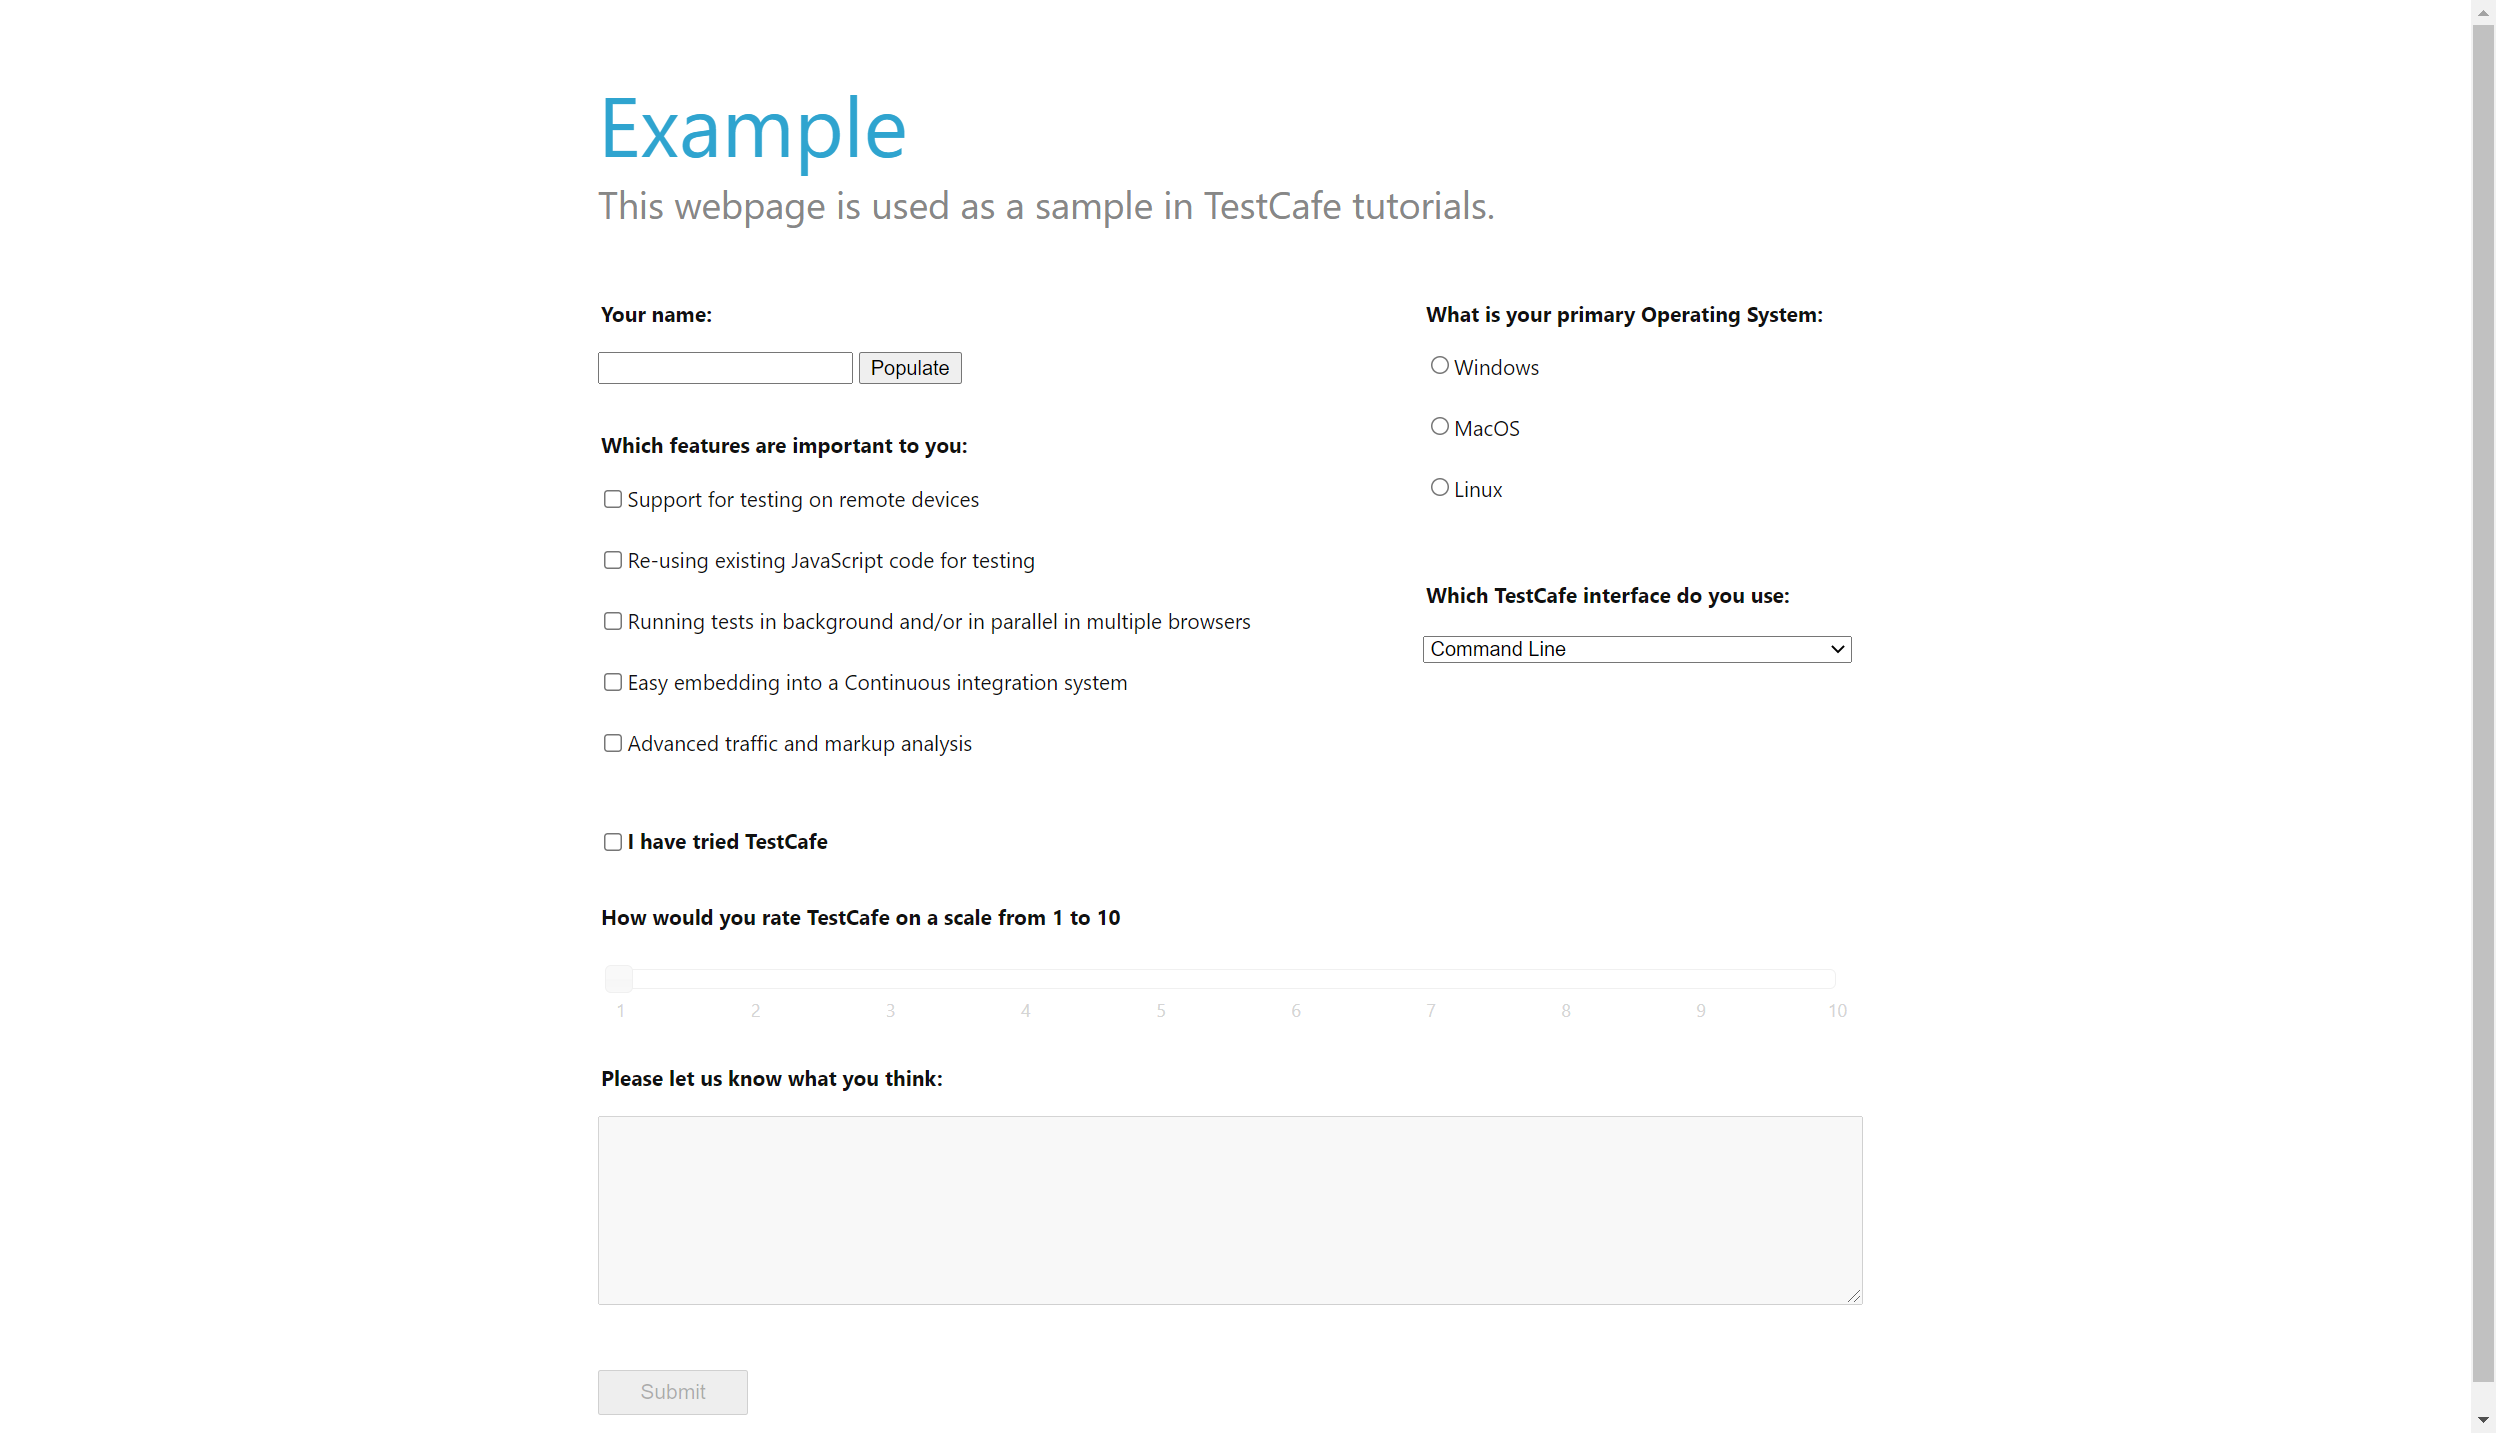 Example
This webpage is used as a sample in TestCafe tutorials.
Your name:
Populate
Which features are important to you:
Support for testing on remote devices
Re-using existing JavaScript code for testing
Running tests in background and/or in parallel in multiple browsers
Easy embedding into a Continuous integration system
Advanced traffic and markup analysis
What is your primary Operating System:
Windows
MacOS
Linux
Which TestCafe interface do you use:
Command Line
I have tried TestCafe
How would you rate TestCafe on a scale from 1 to 10
1 2 3 4 5 6 7 8 9 10
Please let us know what you think:
Submit